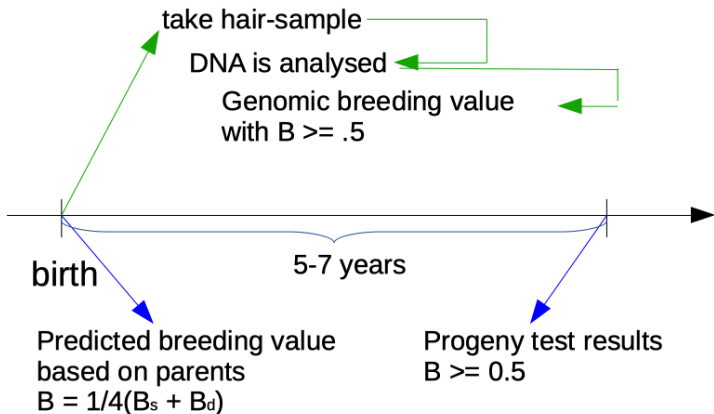 take hair-sample
DNA is analysed
Genomic breeding value
with B >= .5
5-7 years
birth
Predicted breeding value
based on parents
B = 1/4(Bs + Bd)
Progeny test results
B >= 0.5